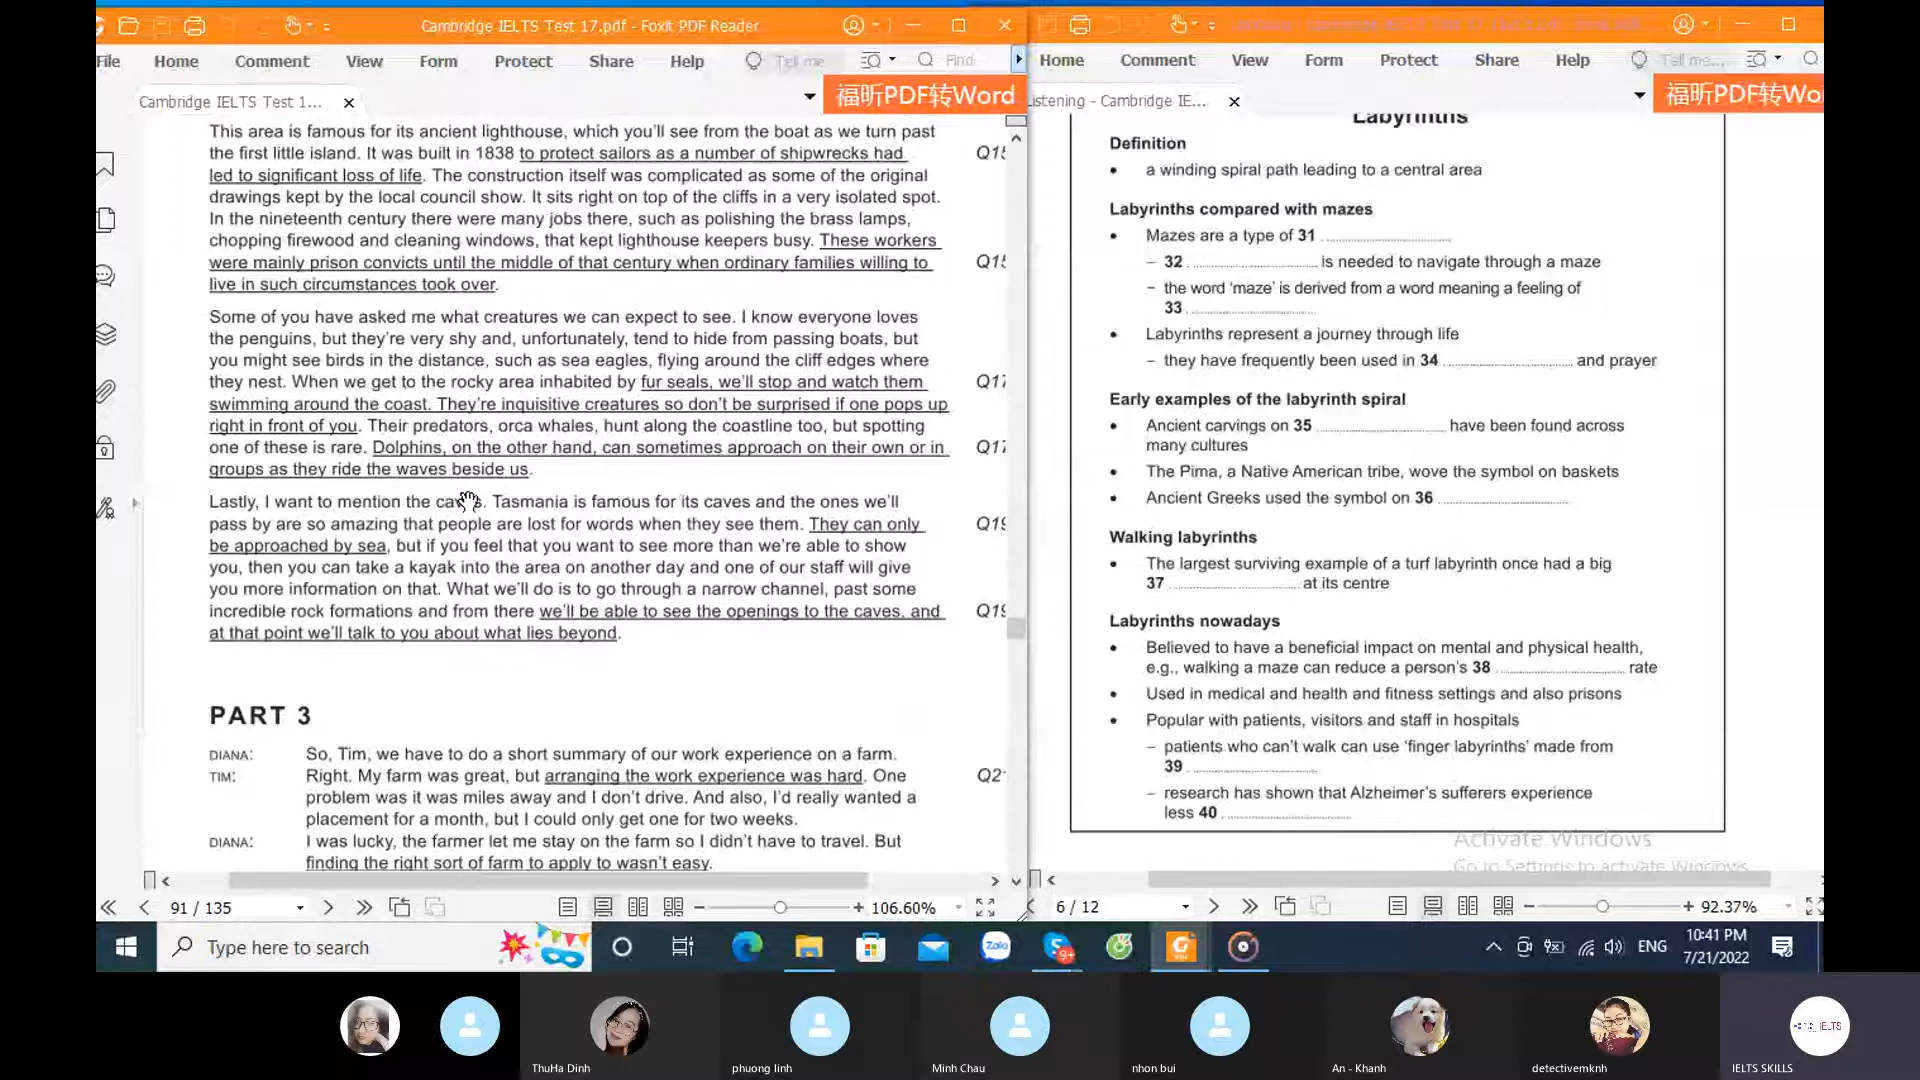 Cambridge IELTS Test 17.pdf - Foxit PDF Reader
File Home Comment View Form Protect Share Help Tell me Find
Home Comment View Form Protect Share Help Tell me...
Cambridge IELTS Test 1...
福昕PDF转Word
Listening - Cambridge IE...
福昕PDF转Wo
This area is famous for its ancient lighthouse, which you'll see from the boat as we turn past
the first little island. It was built in 1838 to protect sailors as a number of shipwrecks had
led to significant loss of life. The construction itself was complicated as some of the original
drawings kept by the local council show. It sits right on top of the cliffs in a very isolated spot.
In the nineteenth century there were many jobs there, such as polishing the brass lamps,
chopping firewood and cleaning windows, that kept lighthouse keepers busy. These workers
were mainly prison convicts until the middle of that century when ordinary families willing to
live in such circumstances took over.
Q15
Q15
Some of you have asked me what creatures we can expect to see. I know everyone loves
the penguins, but they're very shy and, unfortunately, tend to hide from passing boats, but
you might see birds in the distance, such as sea eagles, flying around the cliff edges where
they nest. When we get to the rocky area inhabited by fur seals, we'll stop and watch them
swimming around the coast. They're inquisitive creatures so don't be surprised if one pops up
right in front of you. Their predators, orca whales, hunt along the coastline too, but spotting
one of these is rare. Dolphins, on the other hand, can sometimes approach on their own or in
groups as they ride the waves beside us.
Q17
Q17
Lastly, I want to mention the caves. Tasmania is famous for its caves and the ones we'll
pass by are so amazing that people are lost for words when they see them. They can only
be approached by sea, but if you feel that you want to see more than we're able to show
you, then you can take a kayak into the area on another day and one of our staff will give
you more information on that. What we'll do is to go through a narrow channel, past some
incredible rock formations and from there we'll be able to see the openings to the caves, and
at that point we'll talk to you about what lies beyond.
Q19
Q19
PART 3
DIANA: So, Tim, we have to do a short summary of our work experience on a farm.
TIM: Right. My farm was great, but arranging the work experience was hard. One
problem was it was miles away and I don't drive. And also, I'd really wanted a
placement for a month, but I could only get one for two weeks.
DIANA: I was lucky, the farmer let me stay on the farm so I didn't have to travel. But
finding the right sort of farm to apply to wasn't easy.
Q2
Labyrinths
Definition
• a winding spiral path leading to a central area
Labyrinths compared with mazes
• Mazes are a type of 31 ....................
– 32 .................... is needed to navigate through a maze
– the word 'maze' is derived from a word meaning a feeling of
33 ....................
• Labyrinths represent a journey through life
– they have frequently been used in 34 .................... and prayer
Early examples of the labyrinth spiral
• Ancient carvings on 35 .................... have been found across
many cultures
• The Pima, a Native American tribe, wove the symbol on baskets
• Ancient Greeks used the symbol on 36 ....................
Walking labyrinths
• The largest surviving example of a turf labyrinth once had a big
37 .................... at its centre
Labyrinths nowadays
• Believed to have a beneficial impact on mental and physical health,
e.g., walking a maze can reduce a person's 38 .................... rate
• Used in medical and health and fitness settings and also prisons
• Popular with patients, visitors and staff in hospitals
– patients who can't walk can use 'finger labyrinths' made from
39 ....................
– research has shown that Alzheimer's sufferers experience
less 40 ....................
Activate Windows
Go to Settings to activate Windows.
91 / 135
106.60%
6 / 12
92.37%
Type here to search
Zalo
9+
ENG
10:41 PM
7/21/2022
ThuHa Dinh
phuong linh
Minh Chau
nhon bui
An - Khanh
detectivemknh
IELTS SKILLS